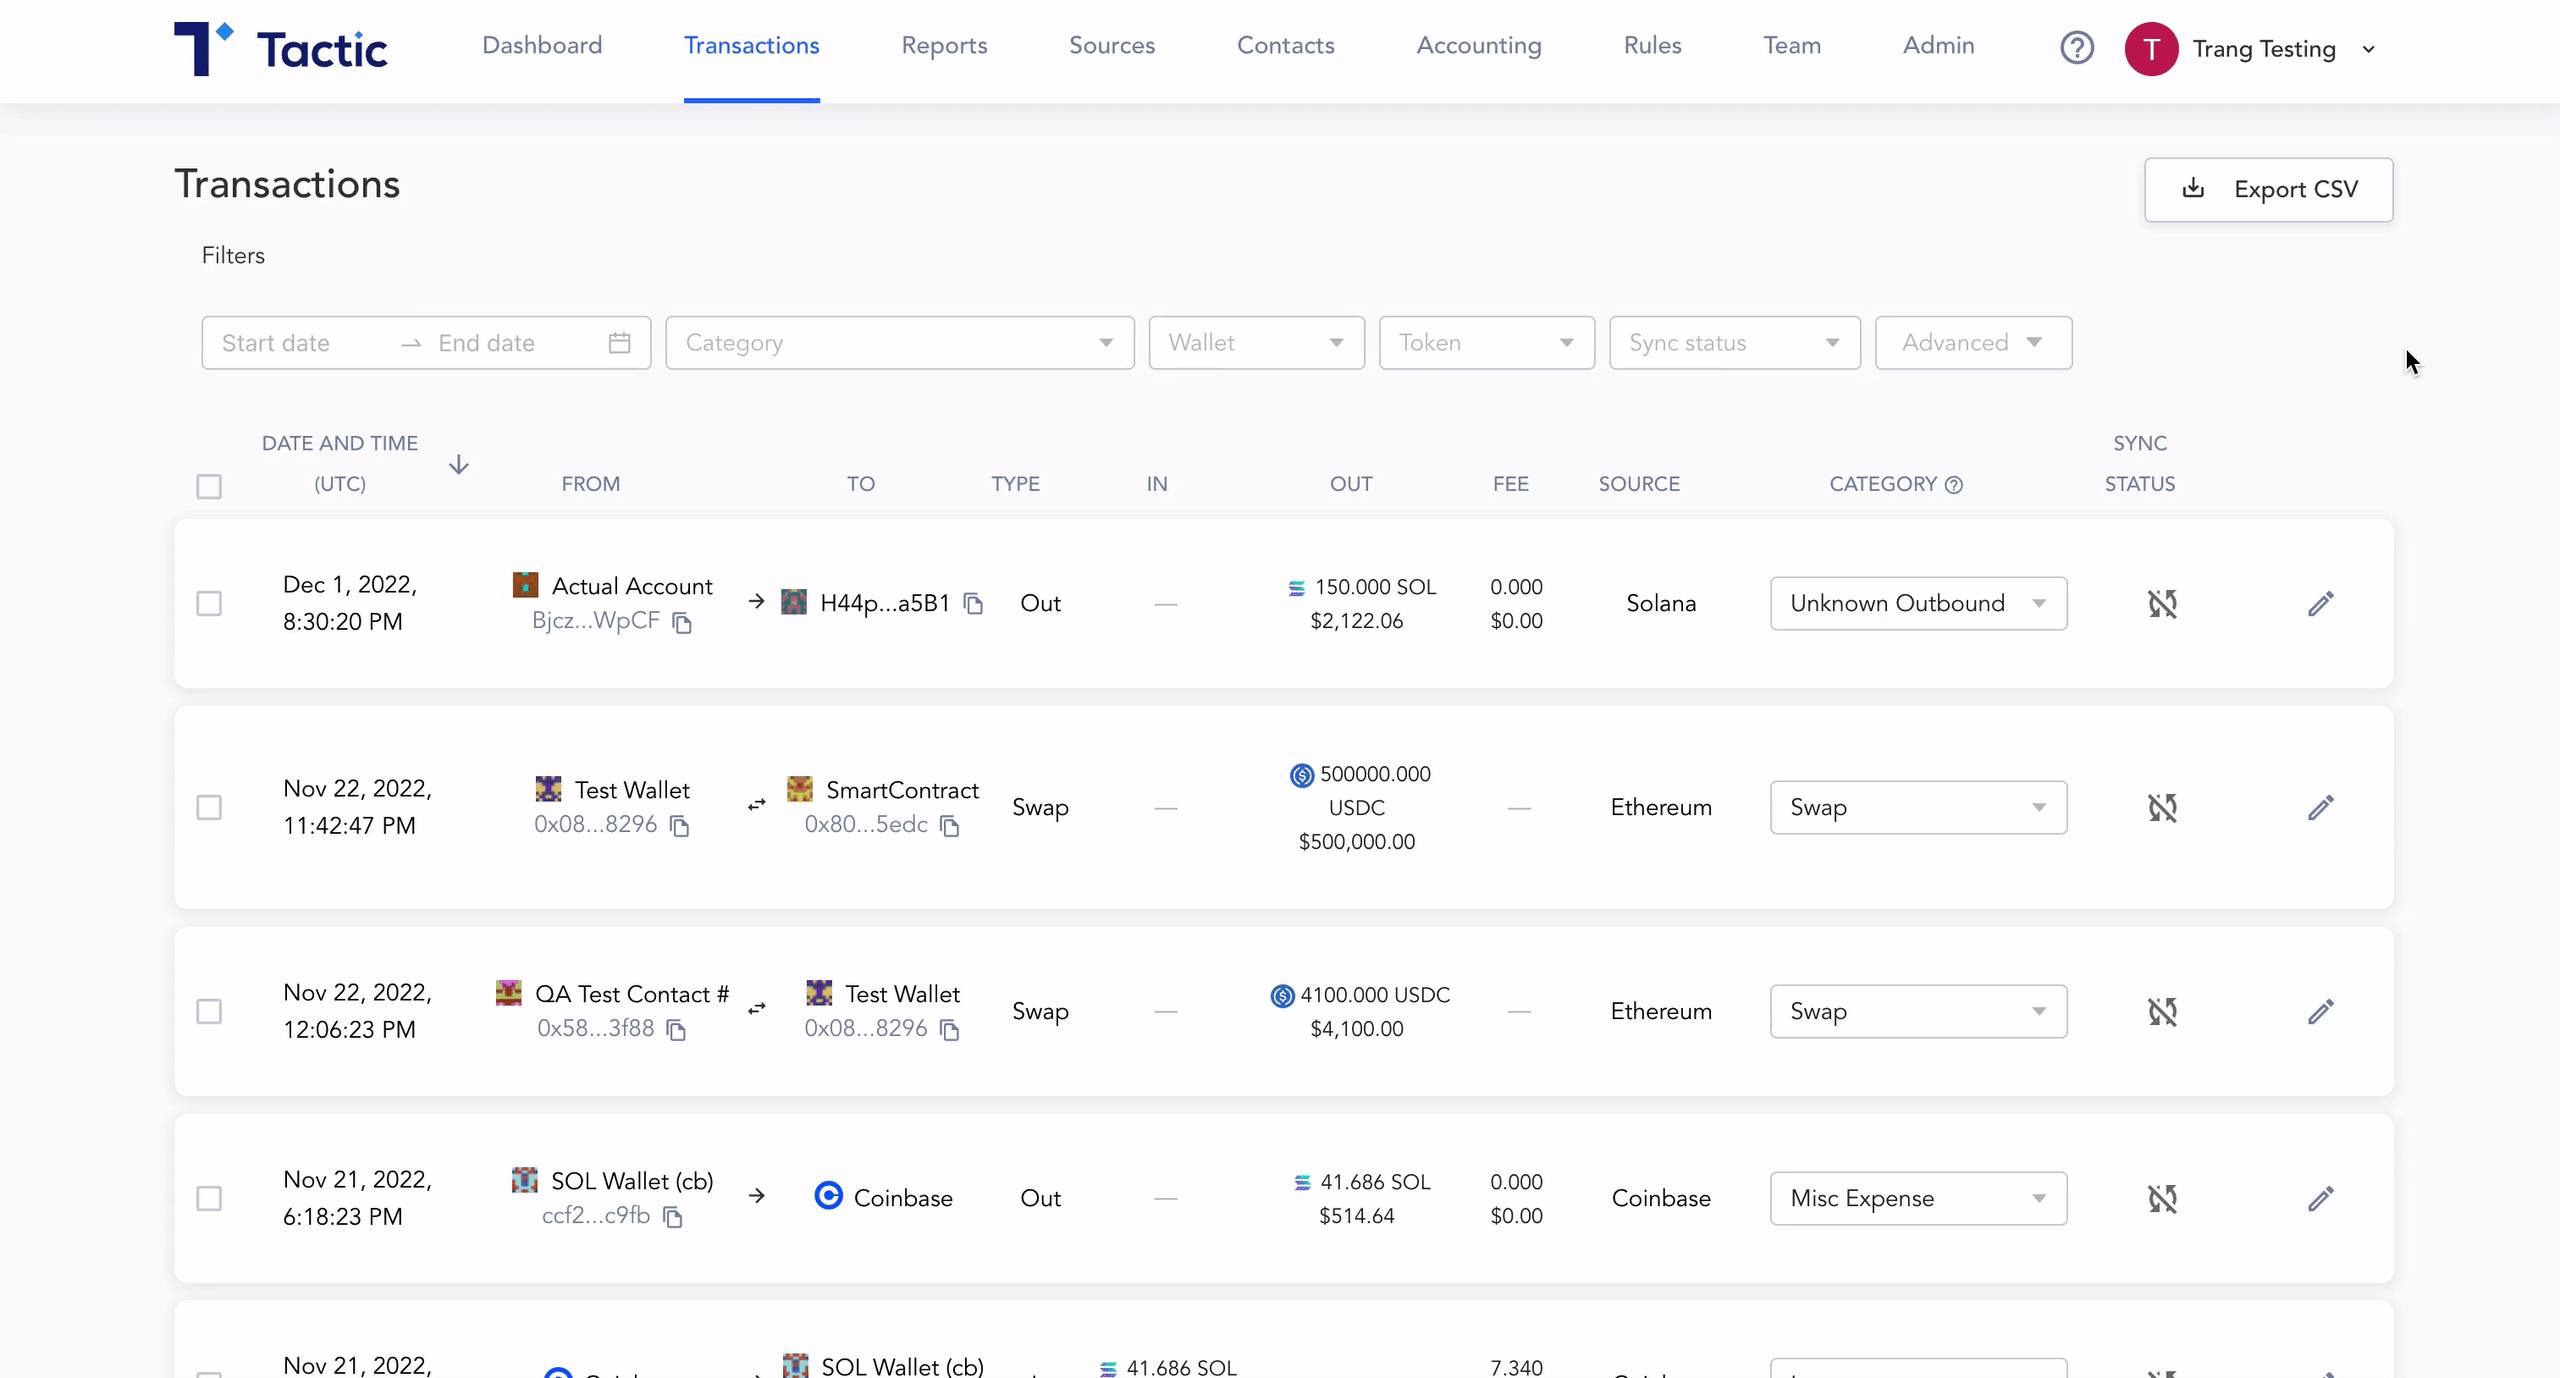 Tactic
Dashboard
Transactions
Reports
Sources
Contacts
Accounting
Rules
Team
Admin
T
Trang Testing
Transactions
Export CSV
Filters
Start date
End date
Category
Wallet
Token
Sync status
Advanced
DATE AND TIME
(UTC)
FROM
TO
TYPE
IN
OUT
FEE
SOURCE
CATEGORY
SYNC
STATUS
Dec 1, 2022,
8:30:20 PM
Actual Account
Bjcz...WpCF
H44p...a5B1
Out
—
150.000 SOL
$2,122.06
0.000
$0.00
Solana
Unknown Outbound
Nov 22, 2022,
11:42:47 PM
Test Wallet
0x08...8296
SmartContract
0x80...5edc
Swap
—
500000.000
USDC
$500,000.00
—
Ethereum
Swap
Nov 22, 2022,
12:06:23 PM
QA Test Contact #
0x58...3f88
Test Wallet
0x08...8296
Swap
—
4100.000 USDC
$4,100.00
—
Ethereum
Swap
Nov 21, 2022,
6:18:23 PM
SOL Wallet (cb)
ccf2...c9fb
Coinbase
Out
—
41.686 SOL
$514.64
0.000
$0.00
Coinbase
Misc Expense
Nov 21, 2022,
SOL Wallet (cb)
41.686 SOL
7.340